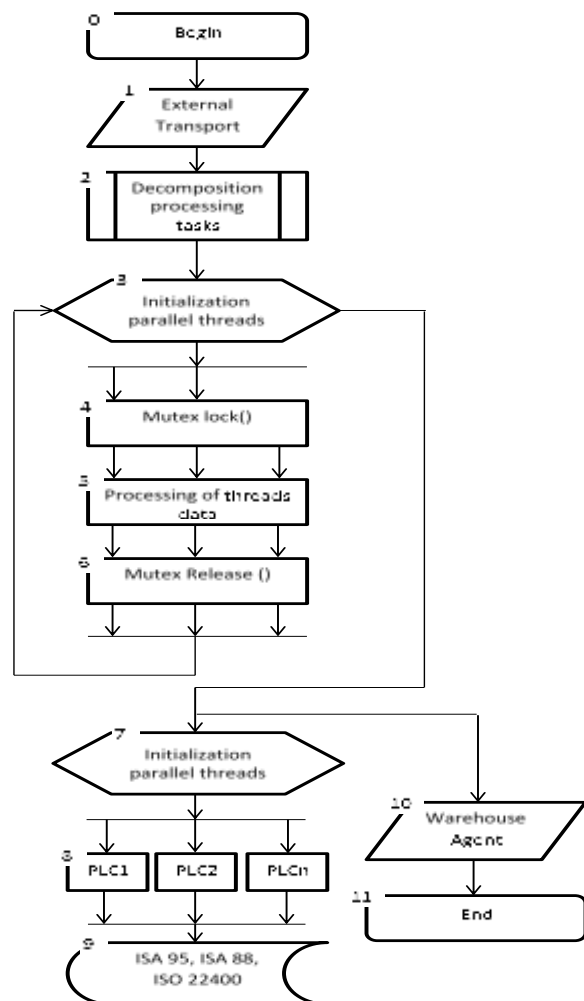 0
Begin
1
External
Transport
2
Decomposition
processing
tasks
3
Initialization
parallel threads
4
Mutex lock()
5
Processing of threads
data
6
Mutex Release ()
7
Initialization
parallel threads
8
PLC1
PLC2
PLCn
9
ISA 95, ISA 88,
ISO 22400
10
Warehouse
Agent
11
End